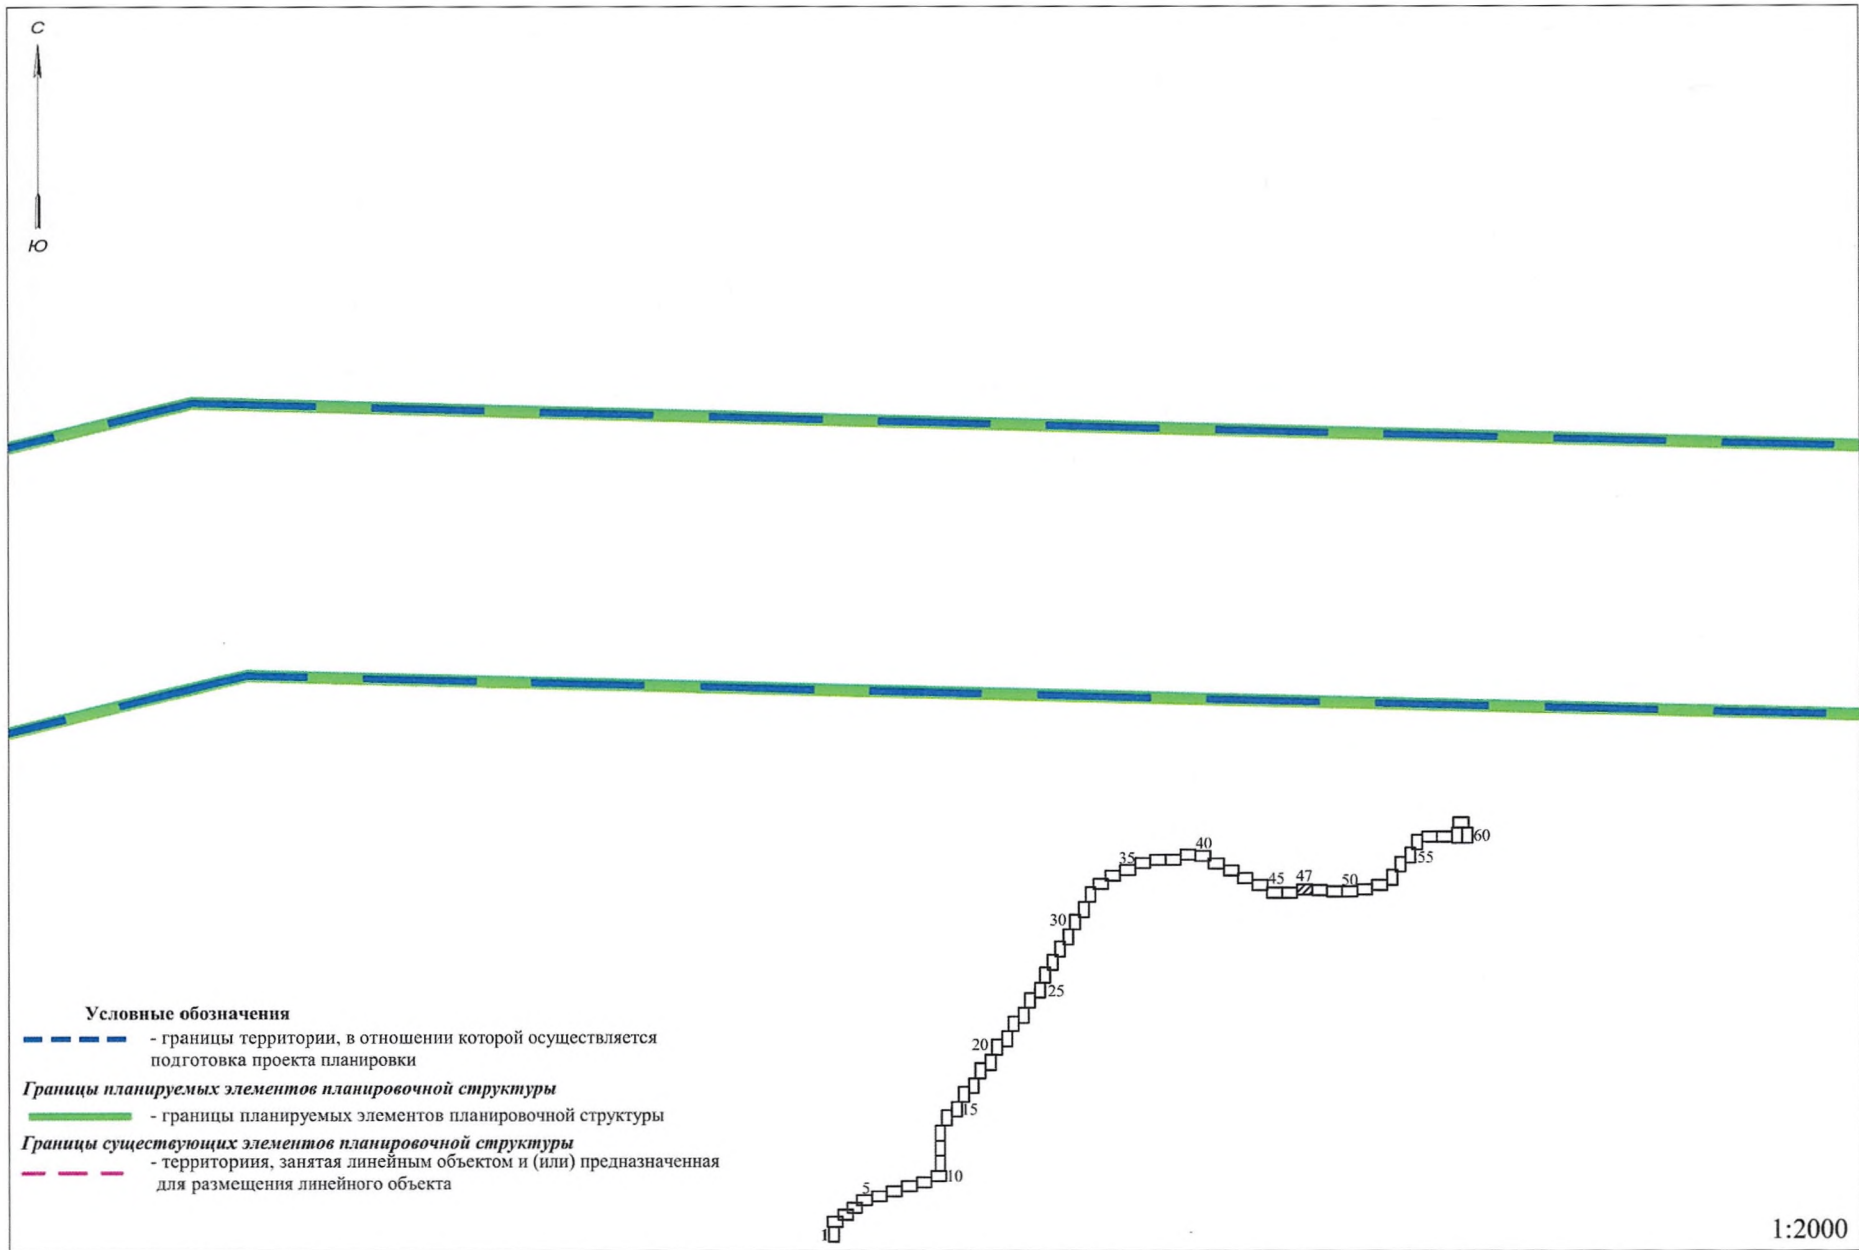 С
Ю
40
35
60
55
45 47 50
30
25
20
15
10
5
1
Условные обозначения
- границы территории, в отношении которой осуществляется
подготовка проекта планировки
Границы планируемых элементов планировочной структуры
- границы планируемых элементов планировочной структуры
Границы существующих элементов планировочной структуры
- территориия, занятая линейным объектом и (или) предназначенная
для размещения линейного объекта
1:2000